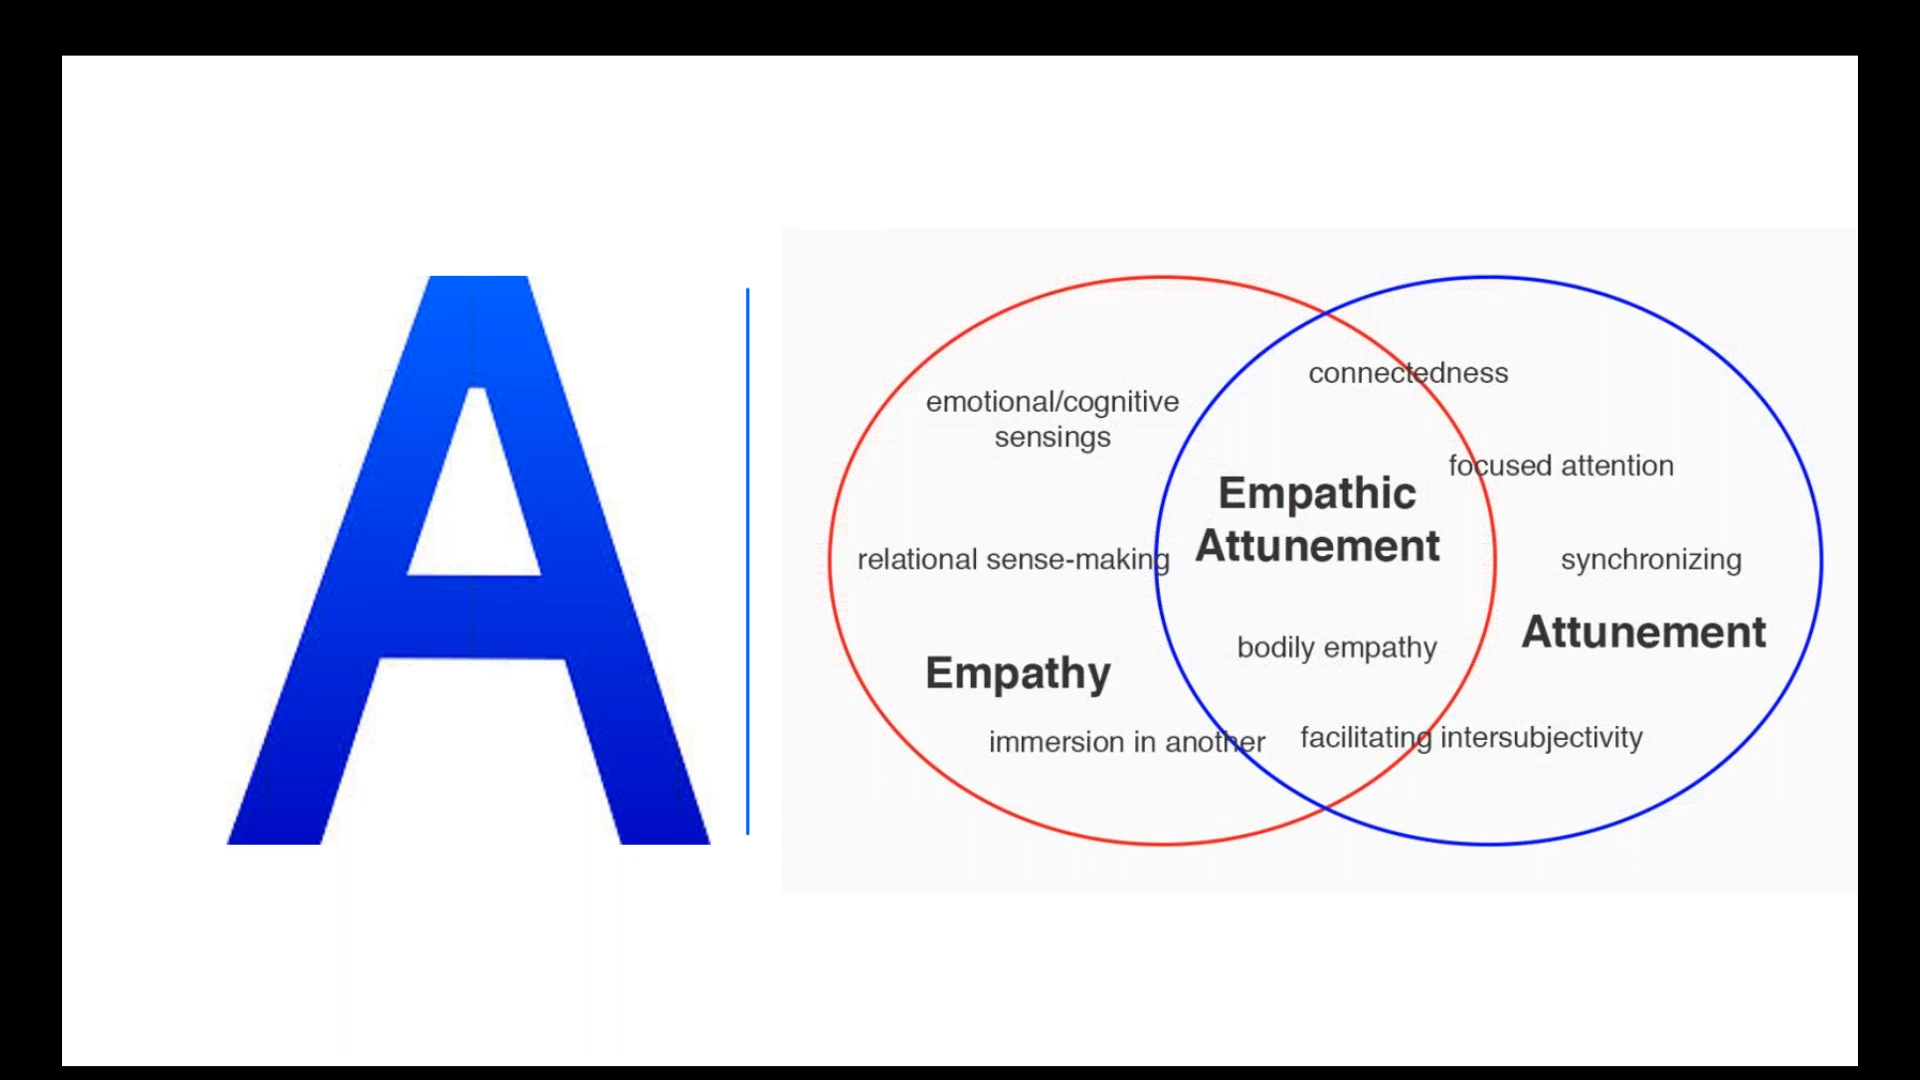 A
emotional/cognitive
sensings
relational sense-making
Empathy
immersion in another
connectedness
Empathic
Attunement
bodily empathy
facilitating intersubjectivity
focused attention
synchronizing
Attunement